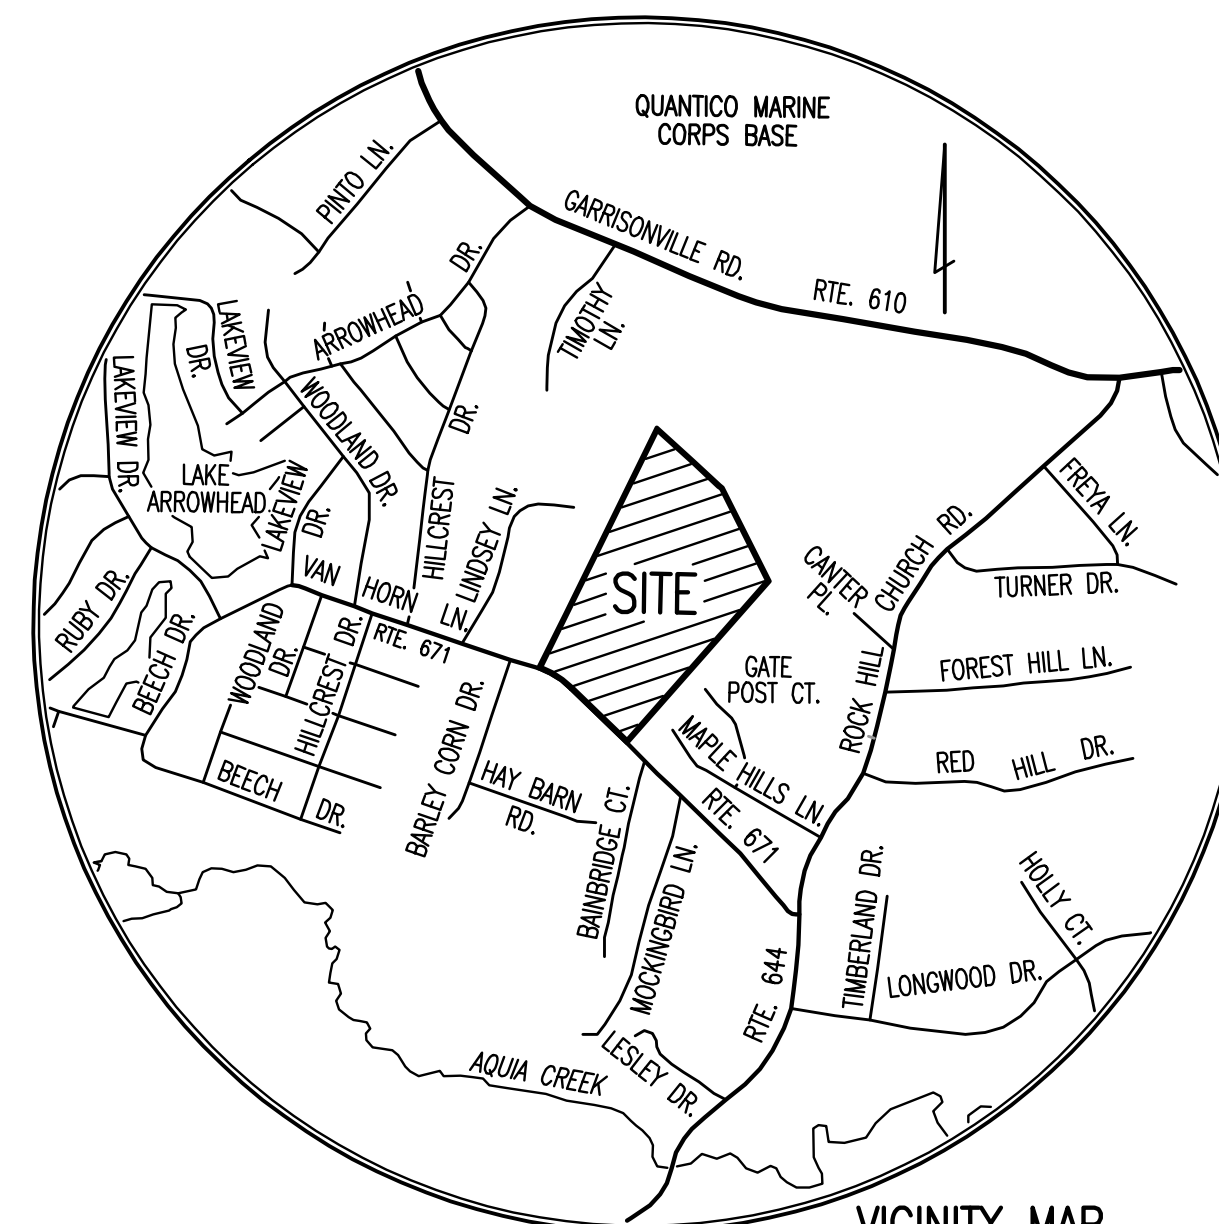 QUANTICO MARINE
CORPS BASE
PINTO LN.
GARRISONVILLE RD.
RTE. 610
ARROWHEAD DR.
TIMOTHY
LN.
LAKEVIEW
DR.
LAKEVIEW DR.
WOODLAND DR.
DR.
HILLCREST
LAKE
ARROWHEAD
LAKEVIEW
DR.
LINDSEY LN.
FREYA LN.
CHURCH RD.
ROCK HILL
CANTER
PL.
TURNER DR.
VAN HORN LN.
RTE. 671
SITE
RUBY DR.
BEECH DR.
WOODLAND
DR.
HILLCREST DR.
GATE
POST CT.
FOREST HILL LN.
BARLEY CORN DR.
MAPLE HILLS LN.
RED HILL DR.
BEECH DR.
HAY BARN
RD.
BAINBRIDGE CT.
RTE. 671
MOCKINGBIRD LN.
TIMBERLAND DR.
HOLLY CT.
LONGWOOD DR.
RTE. 644
LESLEY DR.
AQUIA CREEK
VICINITY MAP